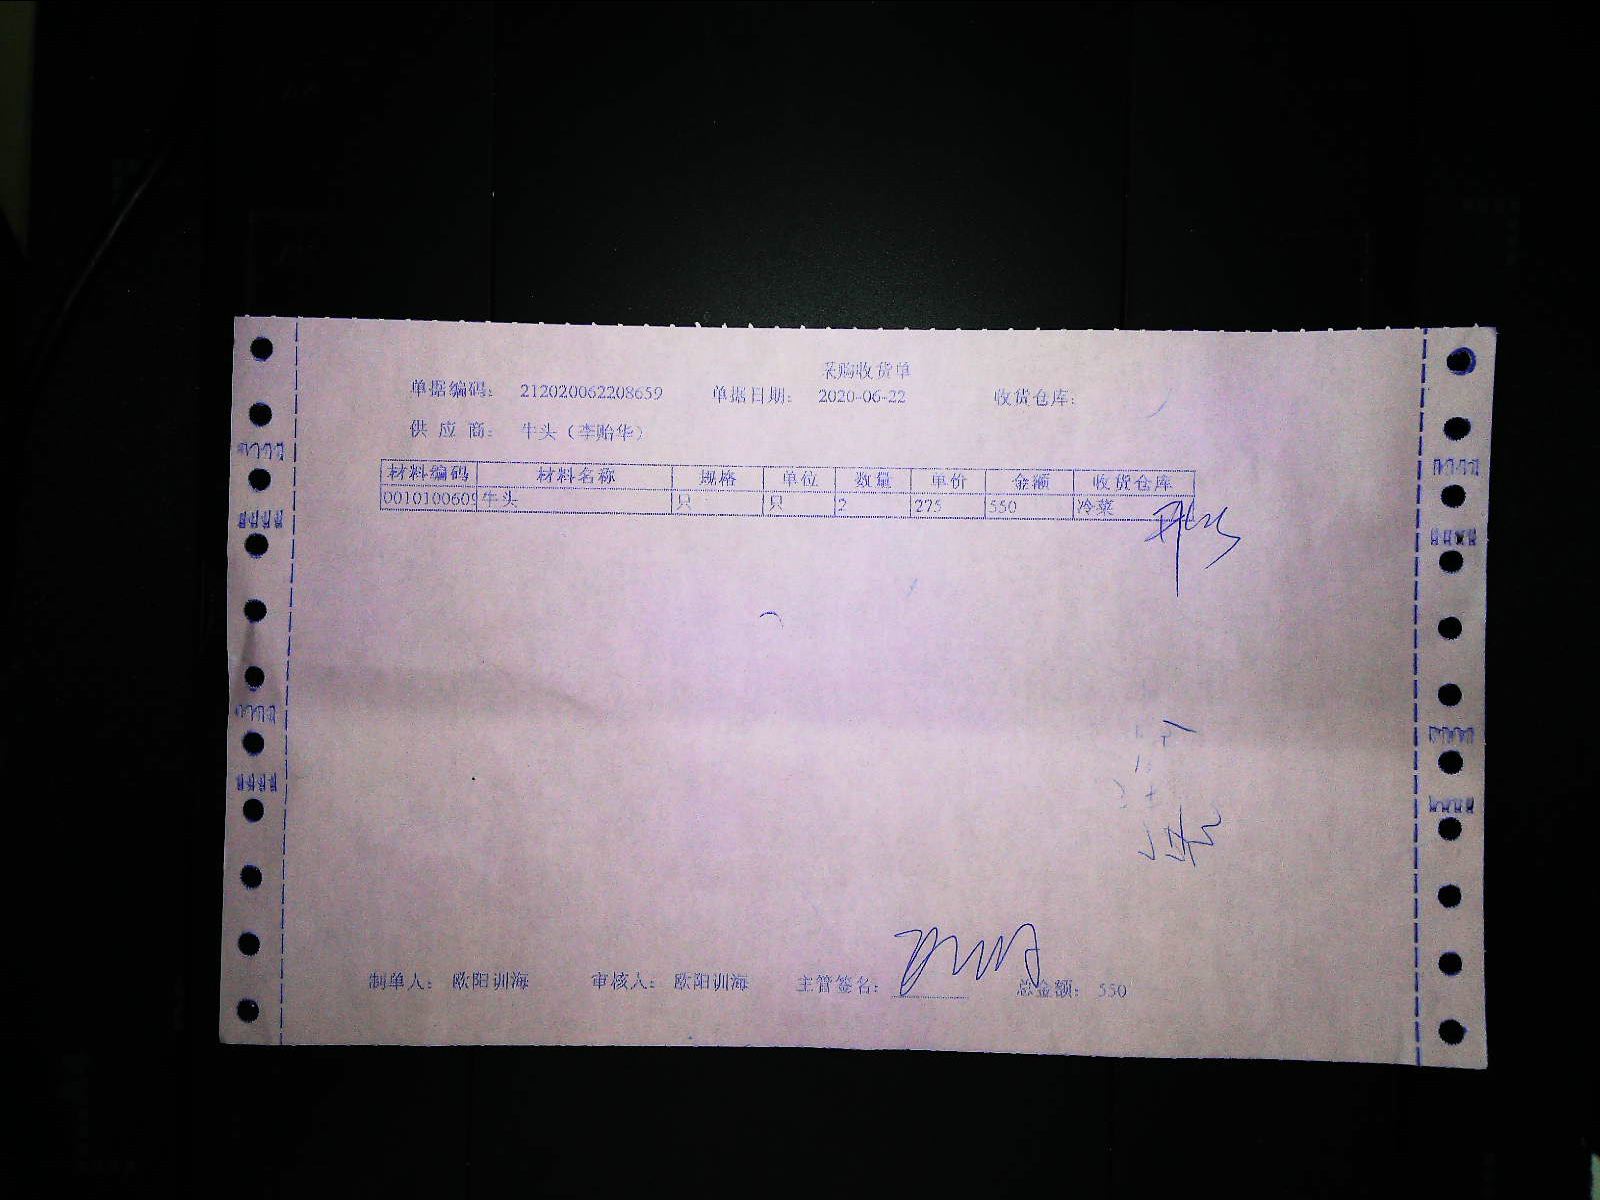 采购收货单
单据编码： 212020062208659 单据日期： 2020-06-22 收货仓库：
供 应 商： 牛头（李贻华）
材料编码 材料名称 规格 单位 数量 单价 金额 收货仓库
0010100609 牛头 只 只 2 275 550 冷菜
制单人： 欧阳训海 审核人： 欧阳训海 主管签名： 总金额： 550